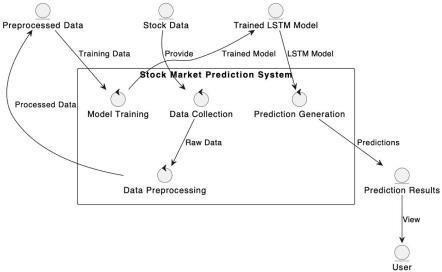 Preprocessed Data
Stock Data
Trained LSTM Model
Training Data
Provide
Trained Model
LSTM Model
Stock Market Prediction System
Processed Data
Model Training
Data Collection
Prediction Generation
Raw Data
Predictions
Data Preprocessing
Prediction Results
View
User